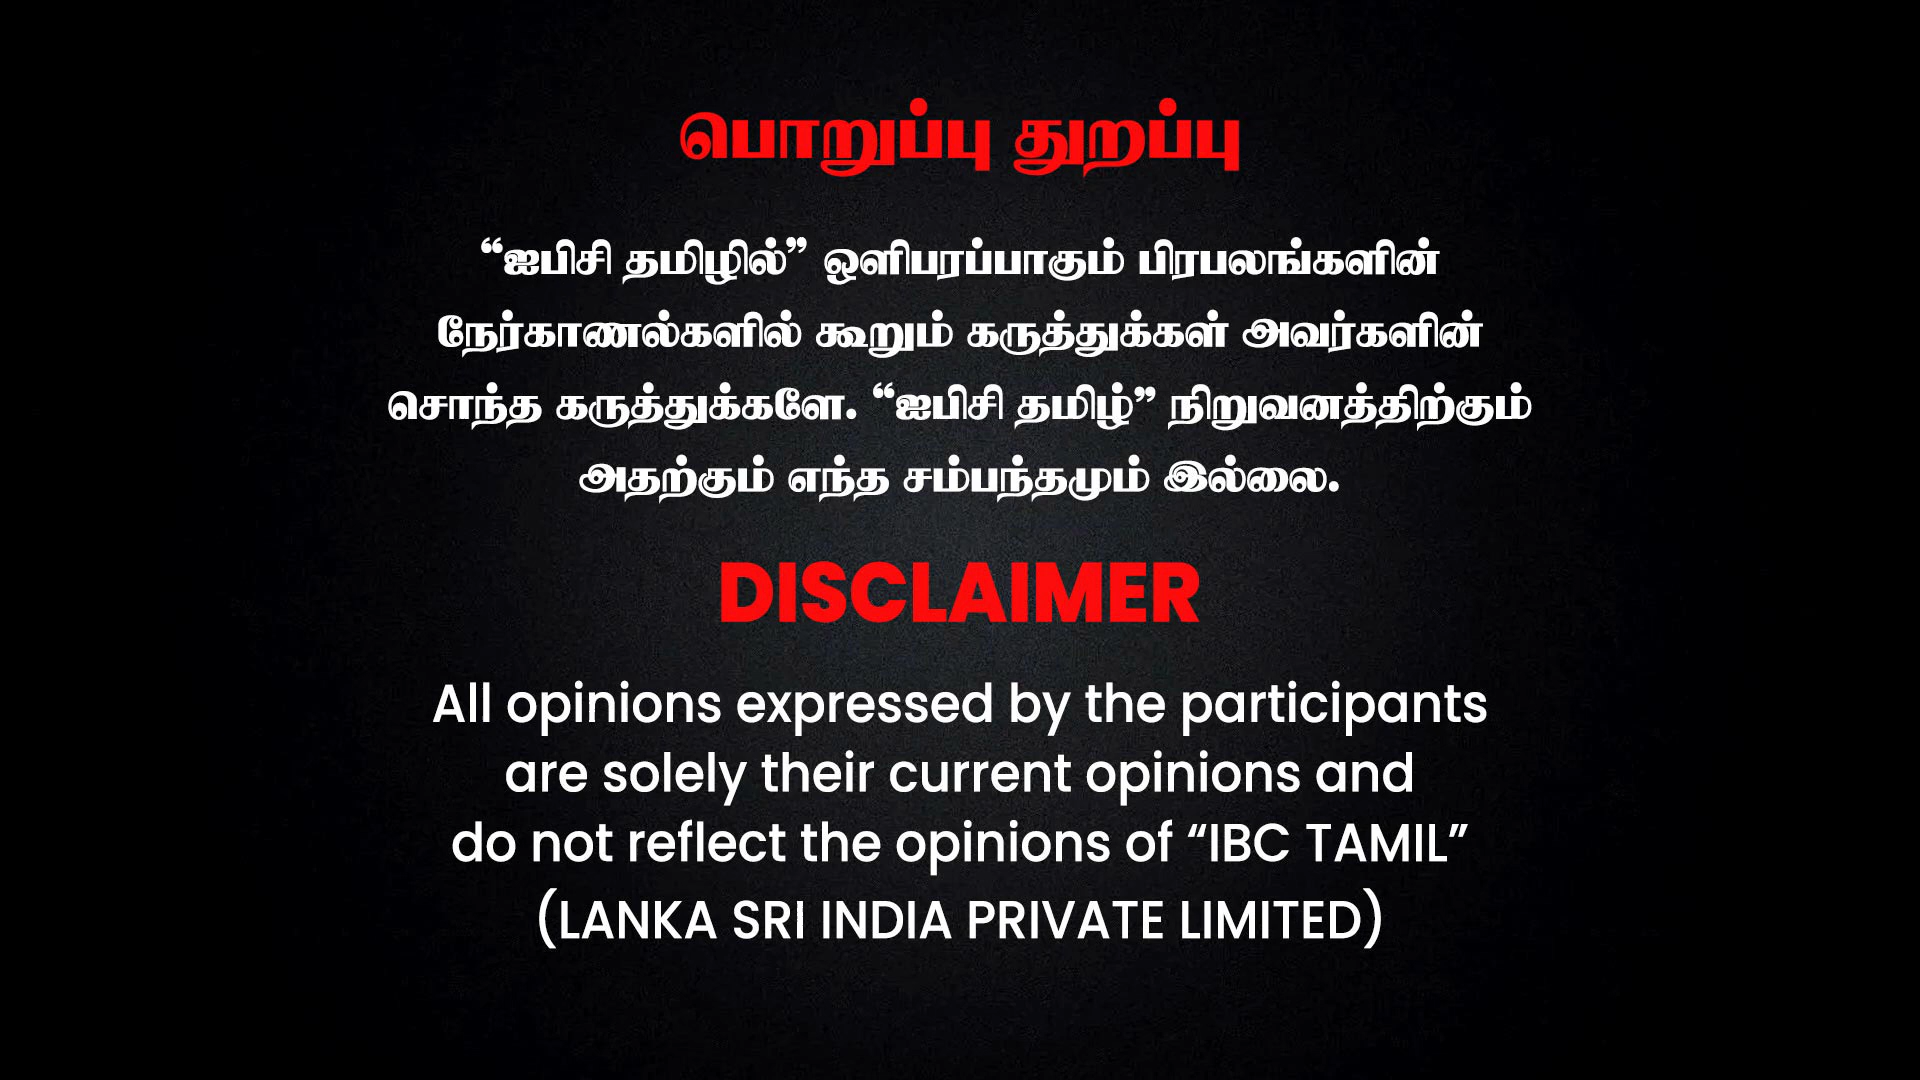 பொறுப்பு துறப்பு
“ஐபிசி தமிழில்” ஒளிபரப்பாகும் பிரபலங்களின்
நேர்காணல்களில் கூறும் கருத்துக்கள் அவர்களின்
சொந்த கருத்துக்களே. “ஐபிசி தமிழ்” நிறுவனத்திற்கும்
அதற்கும் எந்த சம்பந்தமும் இல்லை.
DISCLAIMER
All opinions expressed by the participants
are solely their current opinions and
do not reflect the opinions of “IBC TAMIL”
(LANKA SRI INDIA PRIVATE LIMITED)